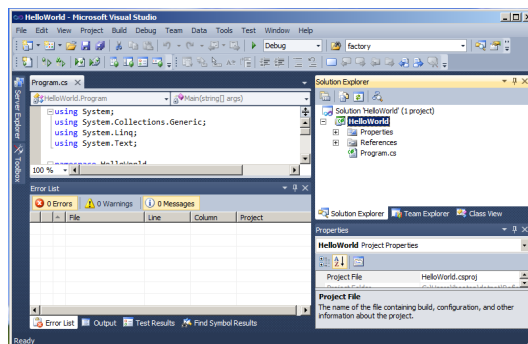 HelloWorld - Microsoft Visual Studio
File Edit View Project Build Debug Team Data Tools Test Window Help
Debug factory
Server Explorer
Toolbox
Program.cs
HelloWorld.Program Main(string[] args)
using System;
using System.Collections.Generic;
using System.Linq;
using System.Text;
namespace HelloWorld
100 %
Error List
0 Errors 0 Warnings 0 Messages
File Line Column Project
Error List Output Test Results Find Symbol Results
Solution Explorer
Solution 'HelloWorld' (1 project)
HelloWorld
Properties
References
Program.cs
Solution Explorer Team Explorer Class View
Properties
HelloWorld Project Properties
Project File HelloWorld.csproj
Project Folder
Project File
The name of the file containing build, configuration, and other
information about the project.
Ready